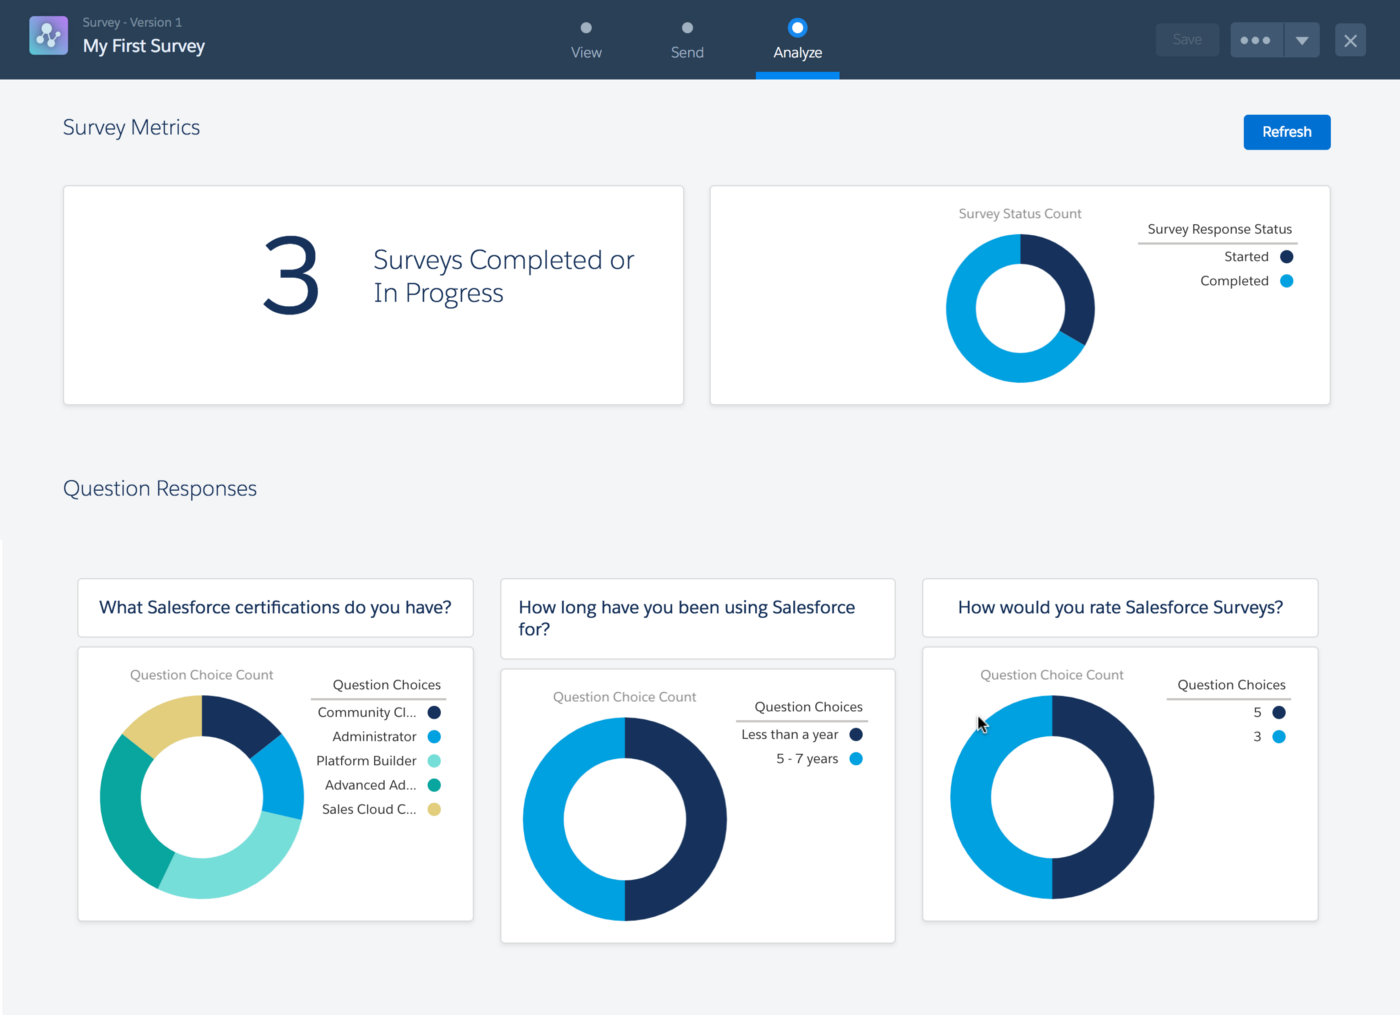 Survey - Version 1
My First Survey
View
Send
Analyze
Save
Survey Metrics
Refresh
3
Surveys Completed or
In Progress
Survey Status Count
Survey Response Status
Started
Completed
Question Responses
What Salesforce certifications do you have?
Question Choice Count
Question Choices
Community Cl...
Administrator
Platform Builder
Advanced Ad...
Sales Cloud C...
How long have you been using Salesforce
for?
Question Choice Count
Question Choices
Less than a year
5 - 7 years
How would you rate Salesforce Surveys?
Question Choice Count
Question Choices
5
3